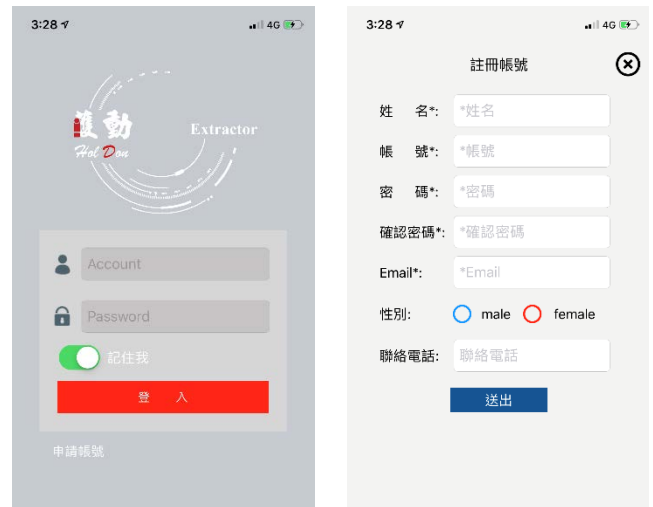 3:28
4G
獲動
Hol Don
Extractor
Account
Password
記住我
登 入
申請帳號
3:28
4G
註冊帳號
姓 名*: *姓名
帳 號*: *帳號
密 碼*: *密碼
確認密碼*: *確認密碼
Email*: *Email
性別: male female
聯絡電話: 聯絡電話
送出